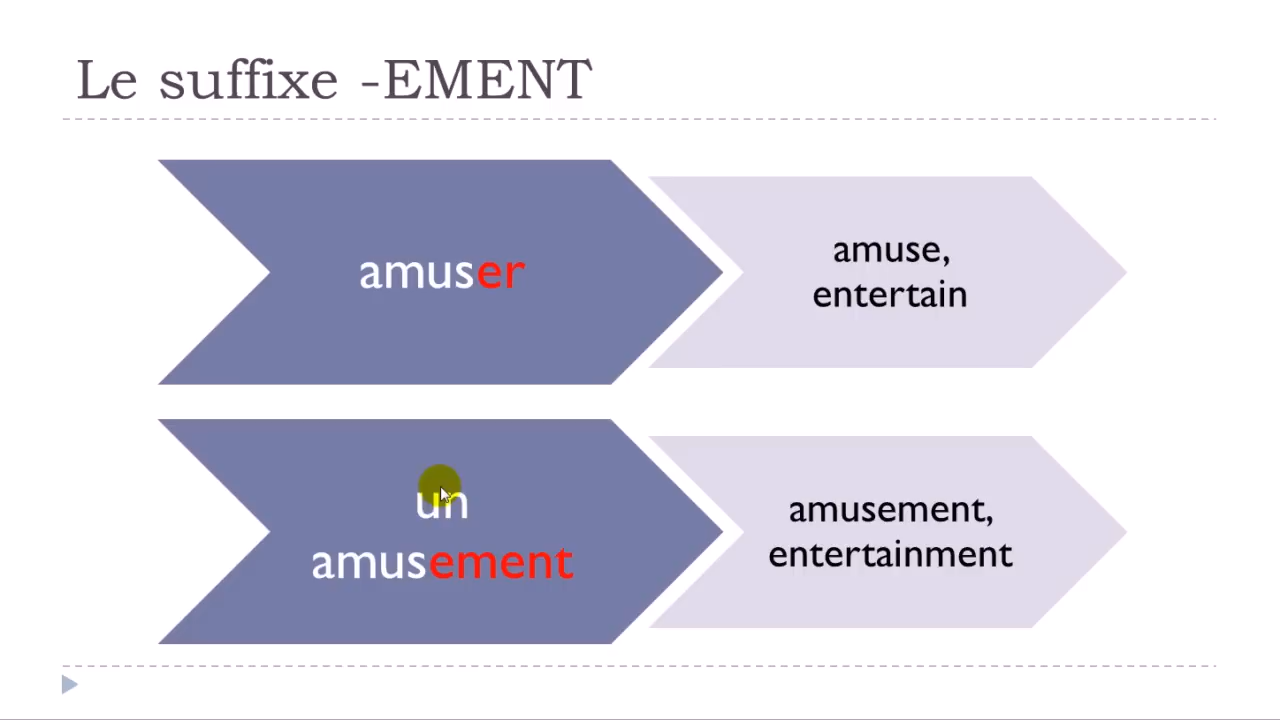 Le suffixe -EMENT
amuser
amuse,
entertain
un
amusement
amusement,
entertainment